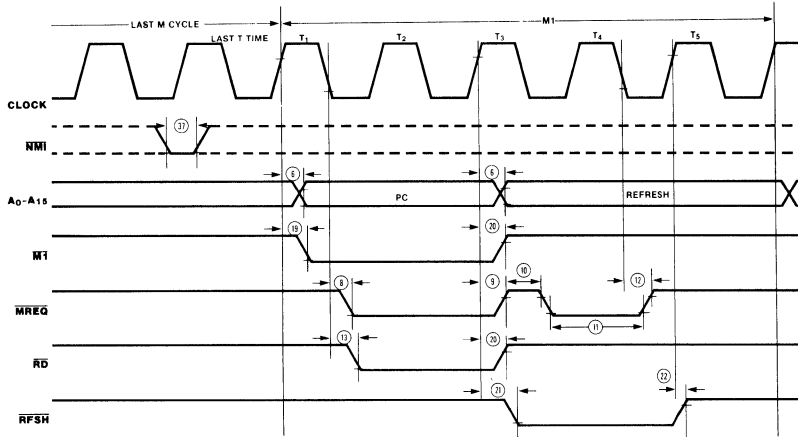 LAST M CYCLE
M1
LAST T TIME T1 T2 T3 T4 T5
CLOCK
37
NMI
6 6
A0-A15 PC REFRESH
19 20
M1
8 9 10 12
MREQ
11
13 20
RD
21 22
RFSH